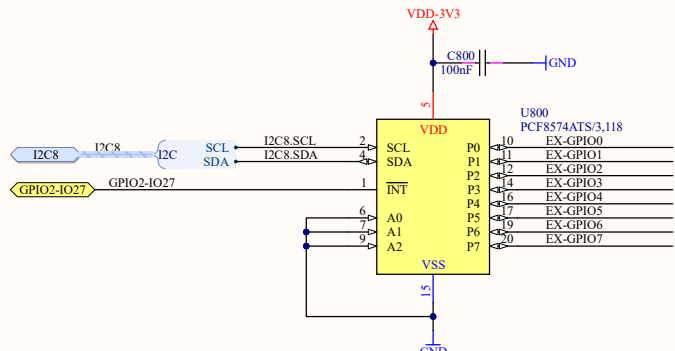 VDD-3V3
C800
100nF
GND
5
U800
PCF8574ATS/3,118
VDD
I2C8
I2C8
I2C
SCL
I2C8.SCL
2
SCL
P0
10
EX-GPIO0
SDA
I2C8.SDA
4
SDA
P1
11
EX-GPIO1
P2
12
EX-GPIO2
GPIO2-IO27
GPIO2-IO27
1
INT
P3
14
EX-GPIO3
P4
16
EX-GPIO4
6
A0
P5
17
EX-GPIO5
7
A1
P6
19
EX-GPIO6
9
A2
P7
20
EX-GPIO7
VSS
15
GND